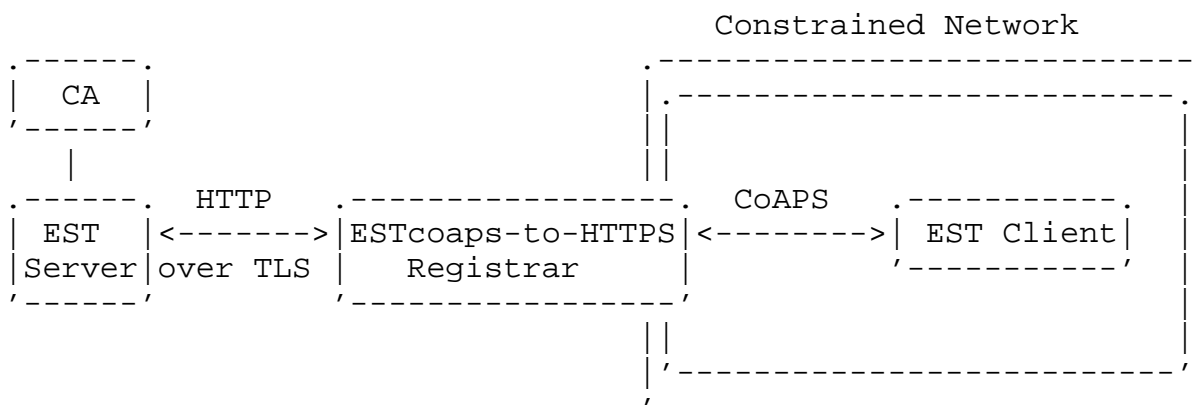 Constrained Network
CA
HTTP CoAPS
EST <-------> ESTcoaps-to-HTTPS <--------> EST Client
Server over TLS Registrar